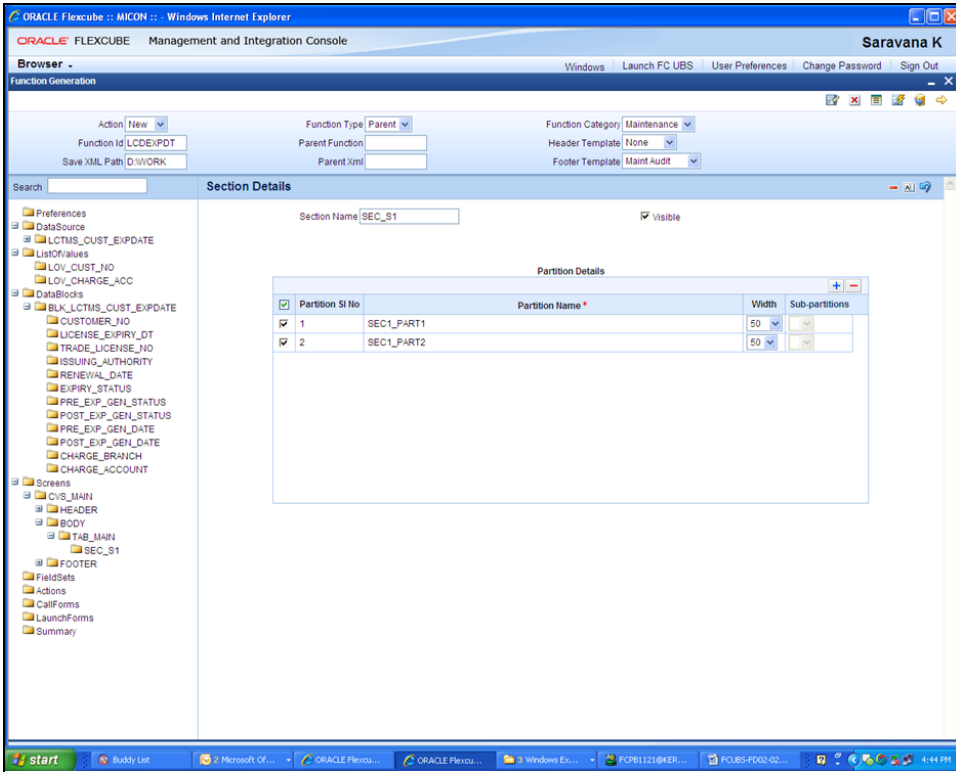 ORACLE Flexcube :: MICON :: - Windows Internet Explorer
ORACLE' FLEXCUBE Management and Integration Console Saravana K
Browser Windows Launch FC UBS User Preferences Change Password Sign Out
Function Generation
Action New Function Type Parent Function Category Maintenance
Function Id LCDEXPDT Parent Function Header Template None
Save XML Path D:\WORK Parent Xml Footer Template Maint Audit
Search Section Details
Preferences
DataSource
LCTMS_CUST_EXPDATE
ListOfValues
LOV_CUST_NO
LOV_CHARGE_ACC
DataBlocks
BLK_LCTMS_CUST_EXPDATE
CUSTOMER_NO
LICENSE_EXPIRY_DT
TRADE_LICENSE_NO
ISSUING_AUTHORITY
RENEWAL_DATE
EXPIRY_STATUS
PRE_EXP_GEN_STATUS
POST_EXP_GEN_STATUS
PRE_EXP_GEN_DATE
POST_EXP_GEN_DATE
CHARGE_BRANCH
CHARGE_ACCOUNT
Screens
CVS_MAIN
HEADER
BODY
TAB_MAIN
SEC_S1
FOOTER
FieldSets
Actions
CallForms
LaunchForms
Summary
Section Name SEC_S1 Visible
Partition Details
Partition Sl No Partition Name * Width Sub-partitions
1 SEC1_PART1 50
2 SEC1_PART2 50
start Buddy List 2 Microsoft Of... ORACLE Flexcu... ORACLE Flexcu... 3 Windows Ex... FCPB1121@KER... FCUBS-FD02-02... 4:44 PM